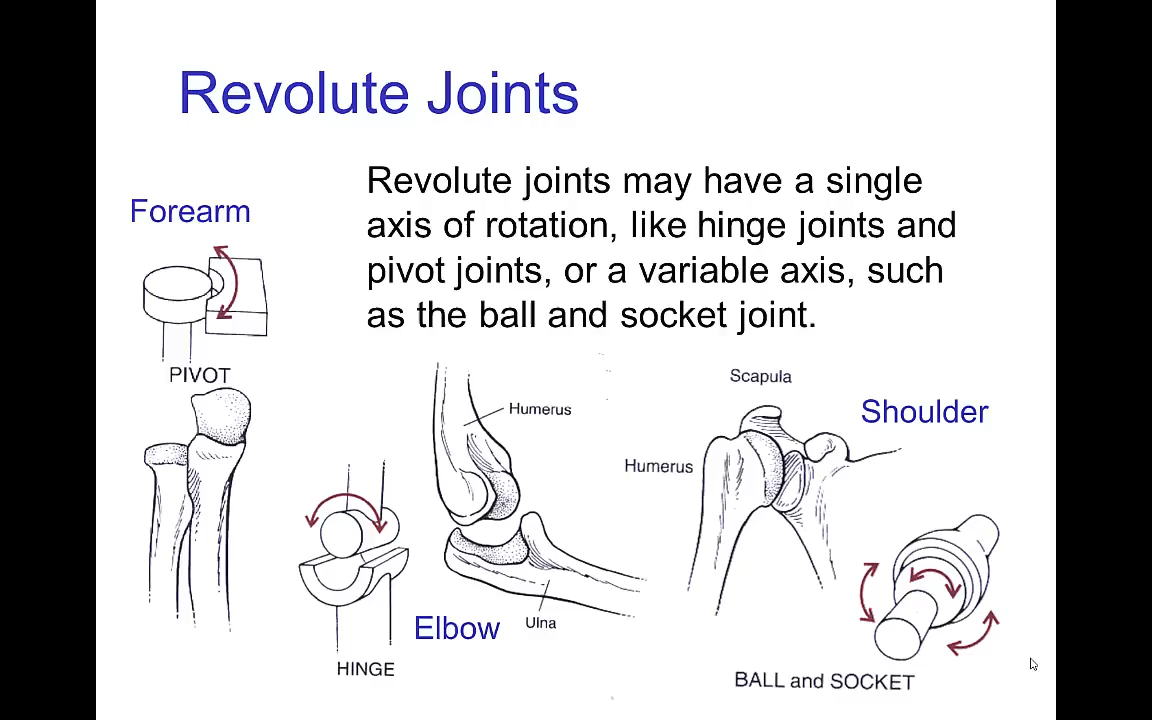 Revolute Joints
Revolute joints may have a single
axis of rotation, like hinge joints and
pivot joints, or a variable axis, such
as the ball and socket joint.
Forearm
PIVOT
Humerus
Ulna
Elbow
HINGE
Scapula
Shoulder
Humerus
BALL and SOCKET